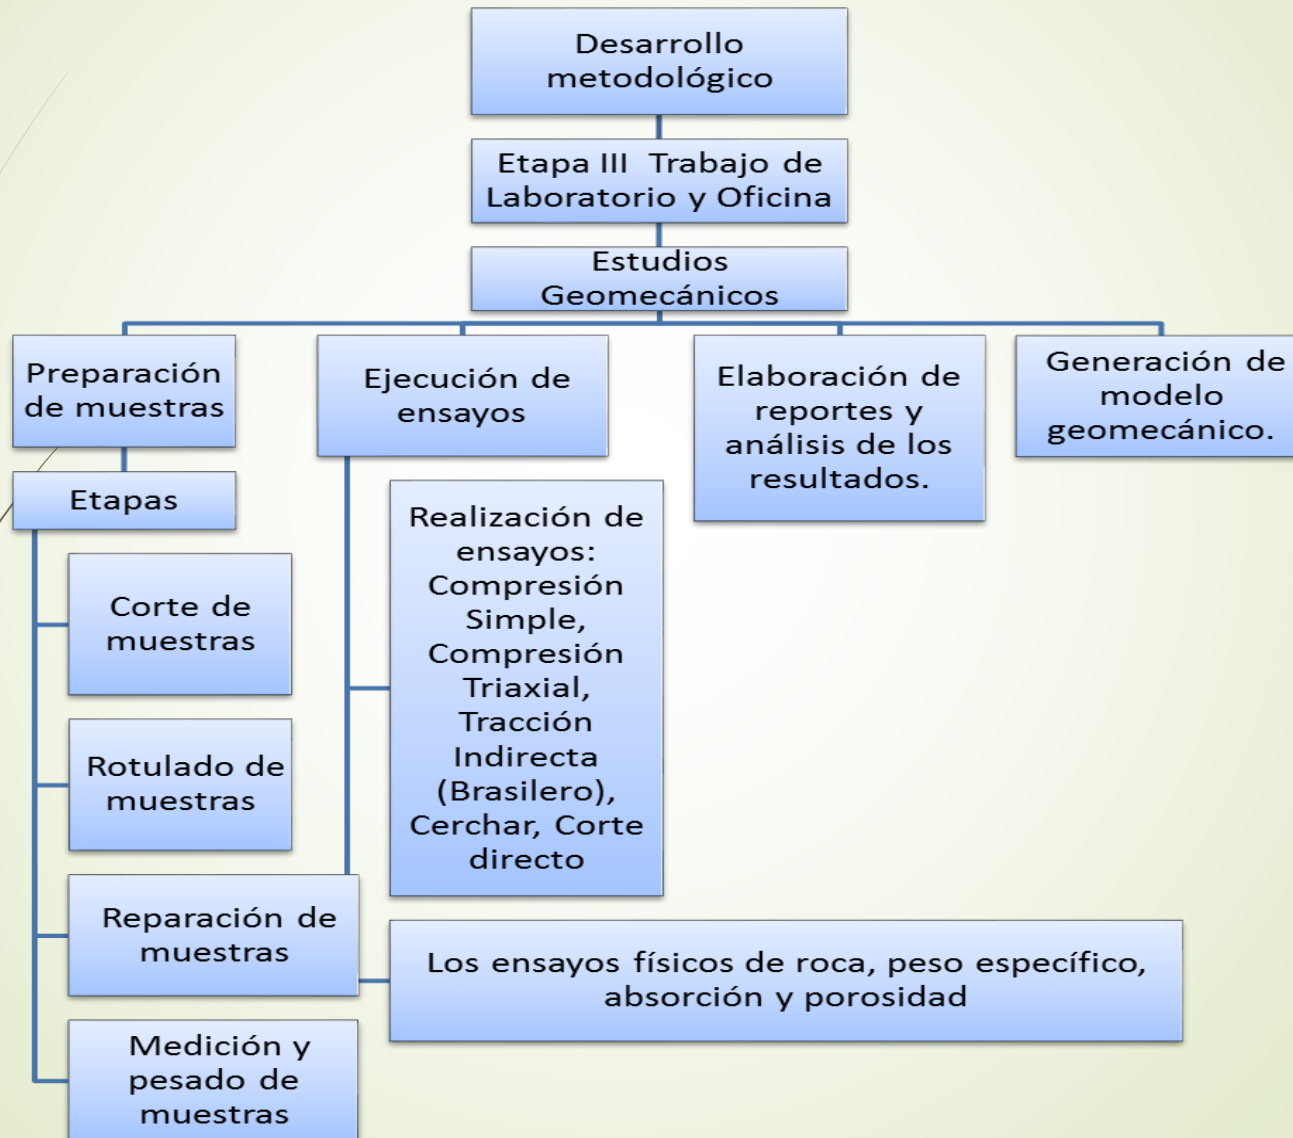 Desarrollo
metodológico
Etapa III Trabajo de
Laboratorio y Oficina
Estudios
Geomecánicos
Preparación
de muestras
Etapas
Corte de
muestras
Rotulado de
muestras
Reparación de
muestras
Medición y
pesado de
muestras
Ejecución de
ensayos
Realización de
ensayos:
Compresión
Simple,
Compresión
Triaxial,
Tracción
Indirecta
(Brasilero),
Cerchar, Corte
directo
Los ensayos físicos de roca, peso específico,
absorción y porosidad
Elaboración de
reportes y
análisis de los
resultados.
Generación de
modelo
geomecánico.